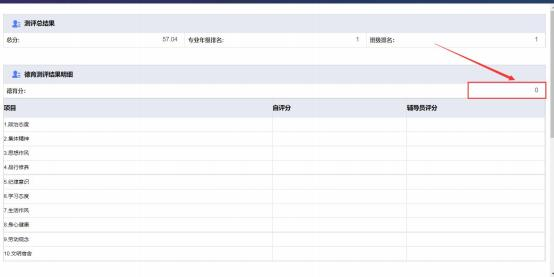 测评总结果
总分: 57.04 专业年级排名: 1 班级排名: 1
德育测评结果明细
德育分: 0
项目 自评分 辅导员评分
1.政治态度
2.集体精神
3.思想作风
4.品行修养
5.纪律意识
6.学习态度
7.生活作风
8.身心健康
9.劳动观念
10.文明宿舍